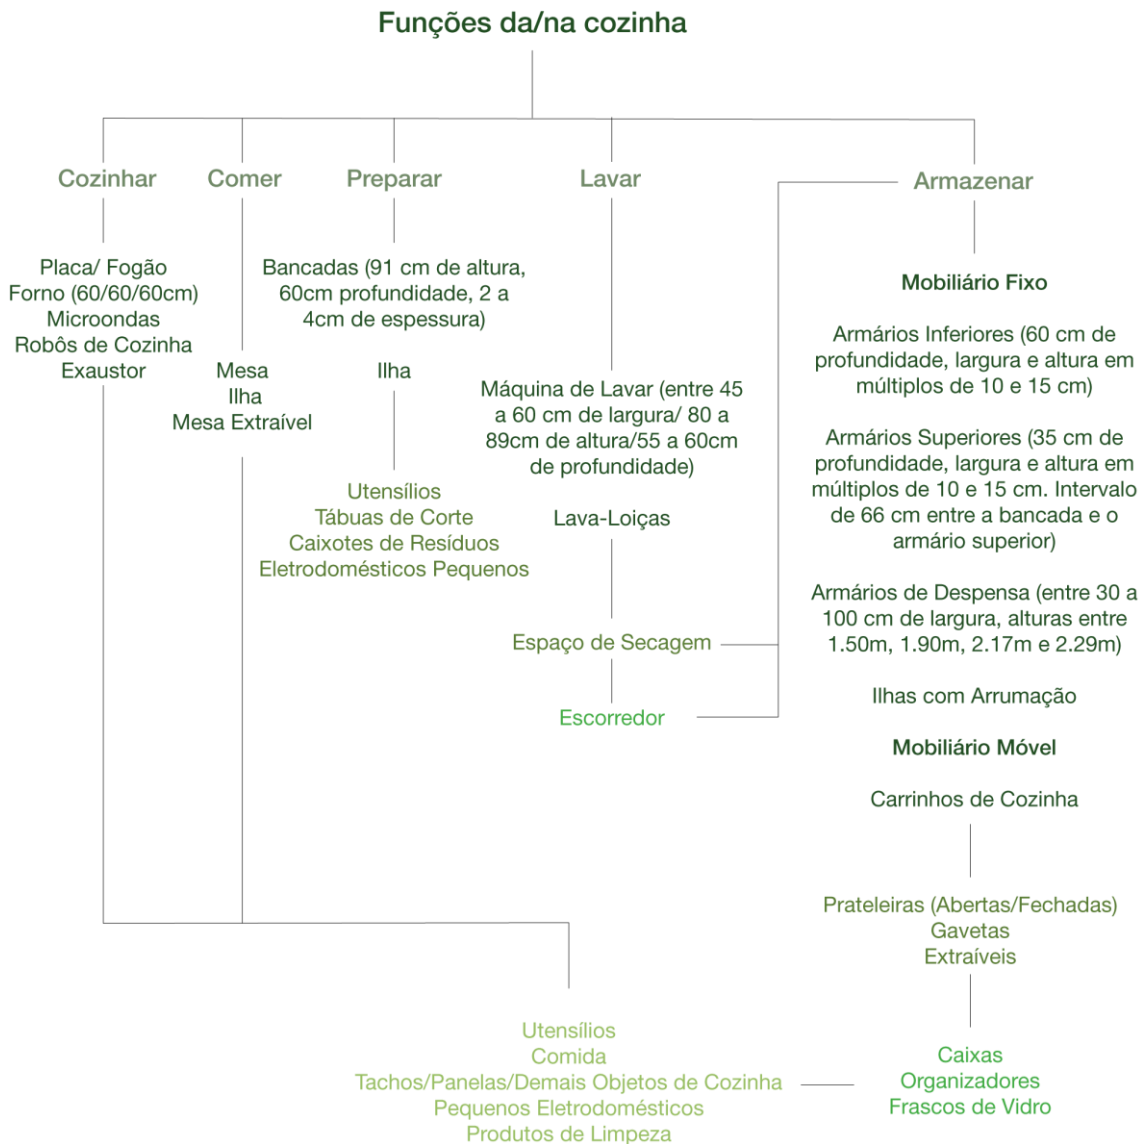 Funções da/na cozinha
Cozinhar
Comer
Preparar
Lavar
Armazenar
Placa/ Fogão
Forno (60/60/60cm)
Microondas
Robôs de Cozinha
Exaustor
Mesa
Ilha
Mesa Extraível
Bancadas (91 cm de altura,
60cm profundidade, 2 a
4cm de espessura)
Ilha
Utensílios
Tábuas de Corte
Caixotes de Resíduos
Eletrodomésticos Pequenos
Máquina de Lavar (entre 45
a 60 cm de largura/ 80 a
89cm de altura/55 a 60cm
de profundidade)
Lava-Loiças
Espaço de Secagem
Escorredor
Mobiliário Fixo
Armários Inferiores (60 cm de
profundidade, largura e altura em
múltiplos de 10 e 15 cm)
Armários Superiores (35 cm de
profundidade, largura e altura em
múltiplos de 10 e 15 cm. Intervalo
de 66 cm entre a bancada e o
armário superior)
Armários de Despensa (entre 30 a
100 cm de largura, alturas entre
1.50m, 1.90m, 2.17m e 2.29m)
Ilhas com Arrumação
Mobiliário Móvel
Carrinhos de Cozinha
Prateleiras (Abertas/Fechadas)
Gavetas
Extraíveis
Caixas
Organizadores
Frascos de Vidro
Utensílios
Comida
Tachos/Panelas/Demais Objetos de Cozinha
Pequenos Eletrodomésticos
Produtos de Limpeza